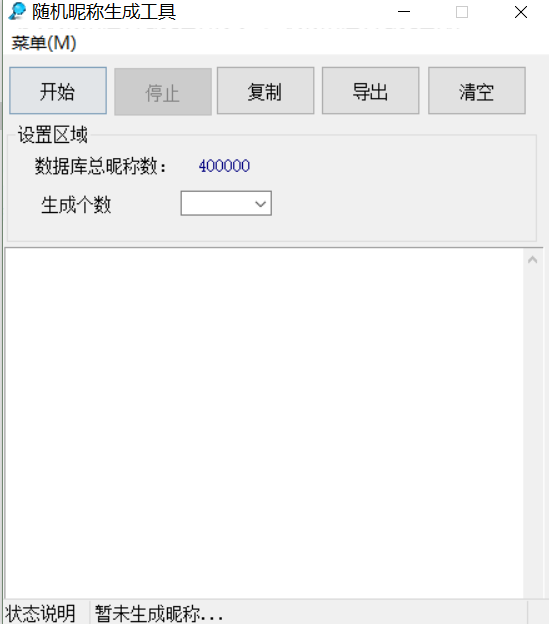 随机昵称生成工具
菜单(M)
开始 停止 复制 导出 清空
设置区域
数据库总昵称数： 400000
生成个数
状态说明 暂未生成昵称...